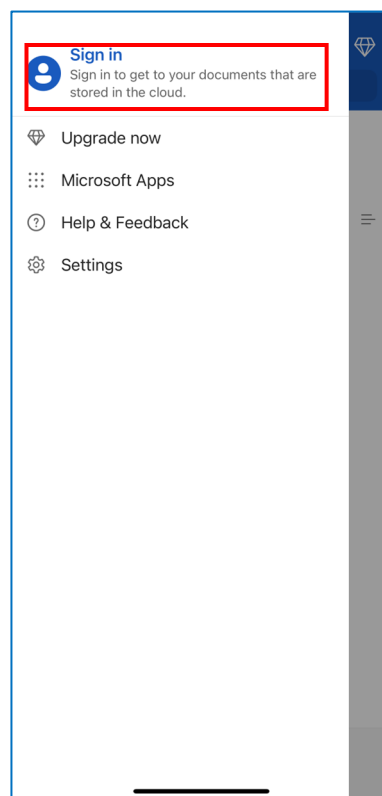 Sign in
Sign in to get to your documents that are
stored in the cloud.
Upgrade now
Microsoft Apps
Help & Feedback
Settings